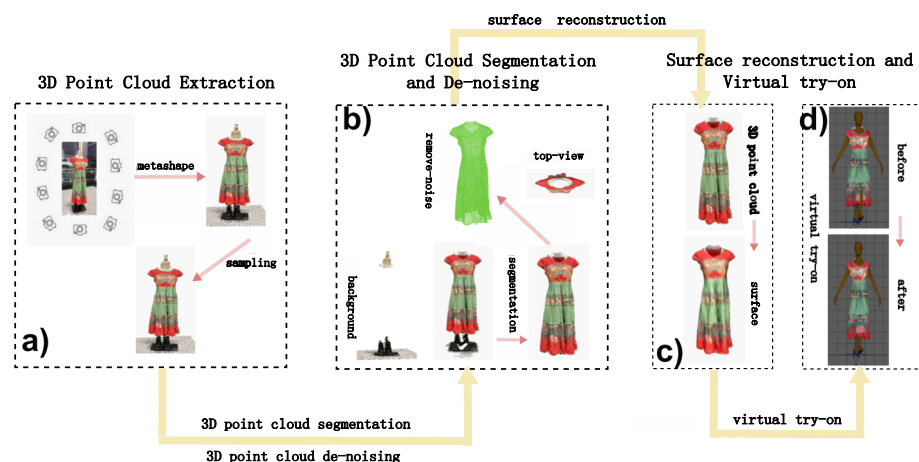 surface reconstruction
3D Point Cloud Extraction
3D Point Cloud Segmentation
and De-noising
Surface reconstruction and
Virtual try-on
a)
metashape
sampling
b)
remove-noise
top-view
background
segmentation
c)
3D point cloud
surface
d)
virtual try-on
before
after
3D point cloud segmentation
3D point cloud de-noising
virtual try-on